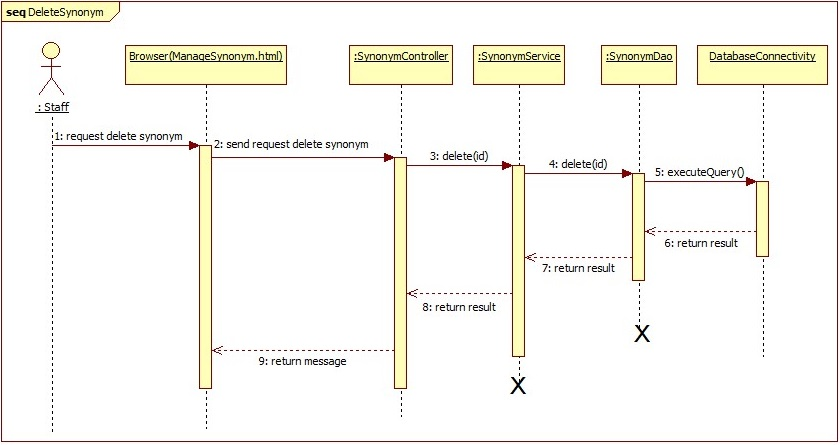 seq DeleteSynonym
Browser(ManageSynonym.html)
:SynonymController
:SynonymService
:SynonymDao
DatabaseConnectivity
: Staff
1: request delete synonym
2: send request delete synonym
3: delete(id)
4: delete(id)
5: executeQuery()
6: return result
7: return result
8: return result
X
9: return message
X